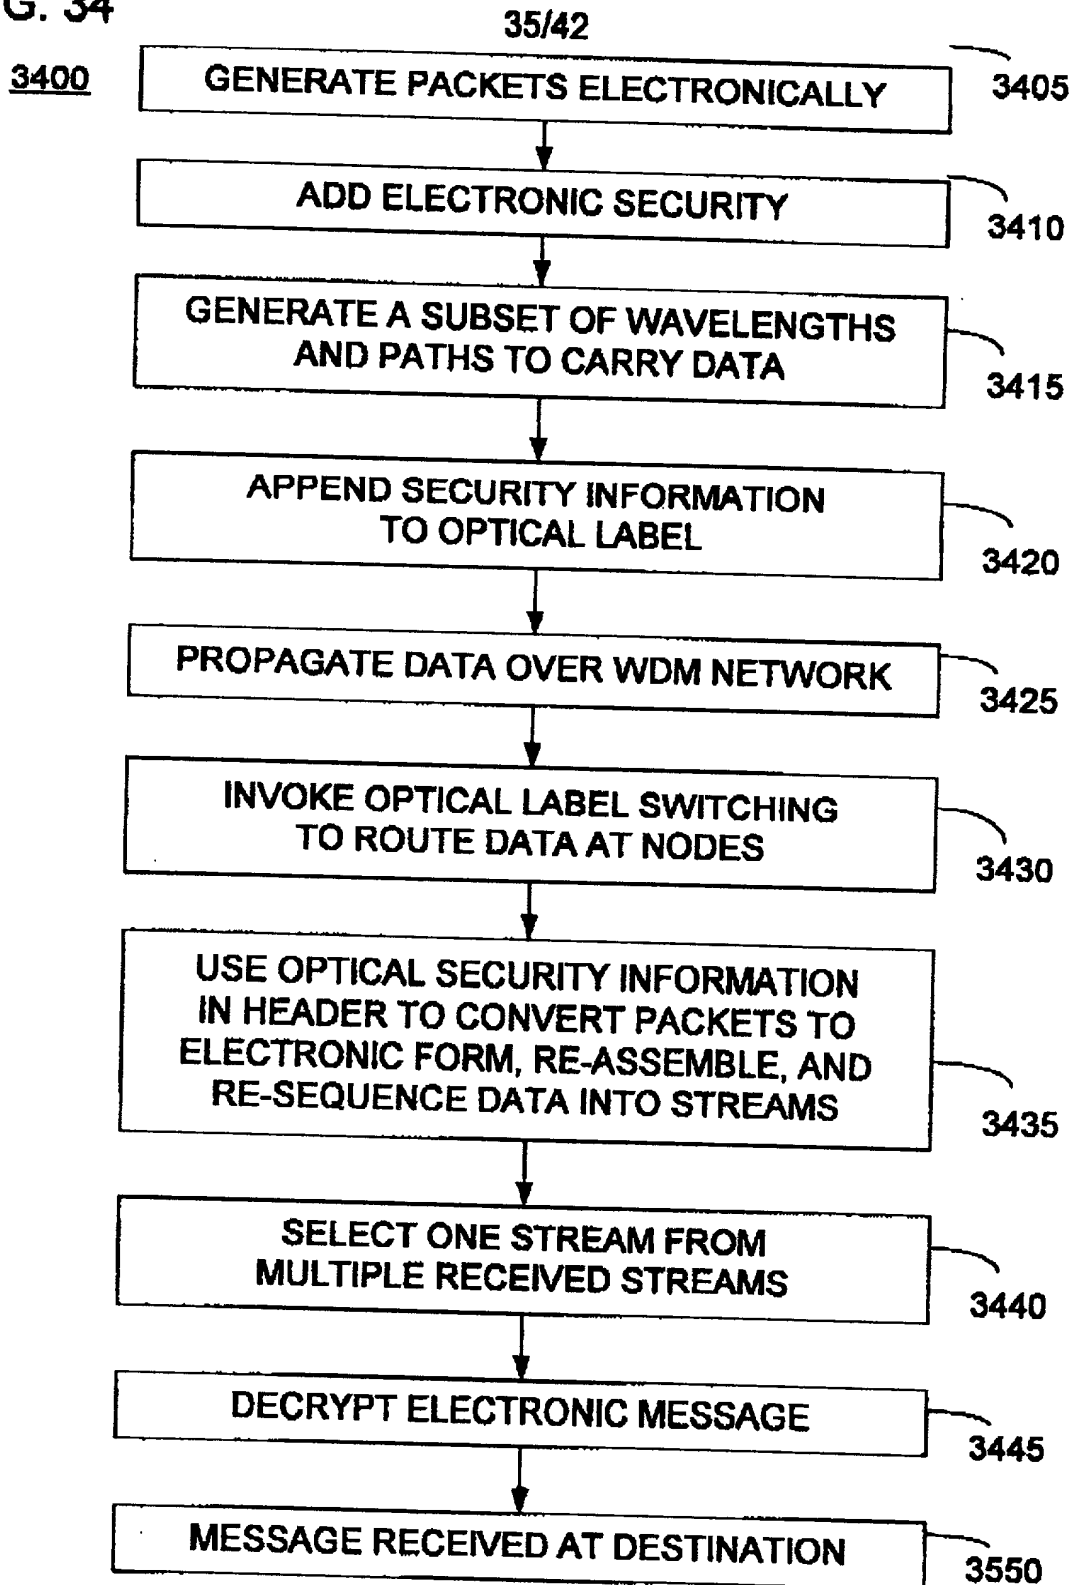 G. 34
35/42
3400
GENERATE PACKETS ELECTRONICALLY
3405
ADD ELECTRONIC SECURITY
3410
GENERATE A SUBSET OF WAVELENGTHS
AND PATHS TO CARRY DATA
3415
APPEND SECURITY INFORMATION
TO OPTICAL LABEL
3420
PROPAGATE DATA OVER WDM NETWORK
3425
INVOKE OPTICAL LABEL SWITCHING
TO ROUTE DATA AT NODES
3430
USE OPTICAL SECURITY INFORMATION
IN HEADER TO CONVERT PACKETS TO
ELECTRONIC FORM, RE-ASSEMBLE, AND
RE-SEQUENCE DATA INTO STREAMS
3435
SELECT ONE STREAM FROM
MULTIPLE RECEIVED STREAMS
3440
DECRYPT ELECTRONIC MESSAGE
3445
MESSAGE RECEIVED AT DESTINATION
3550